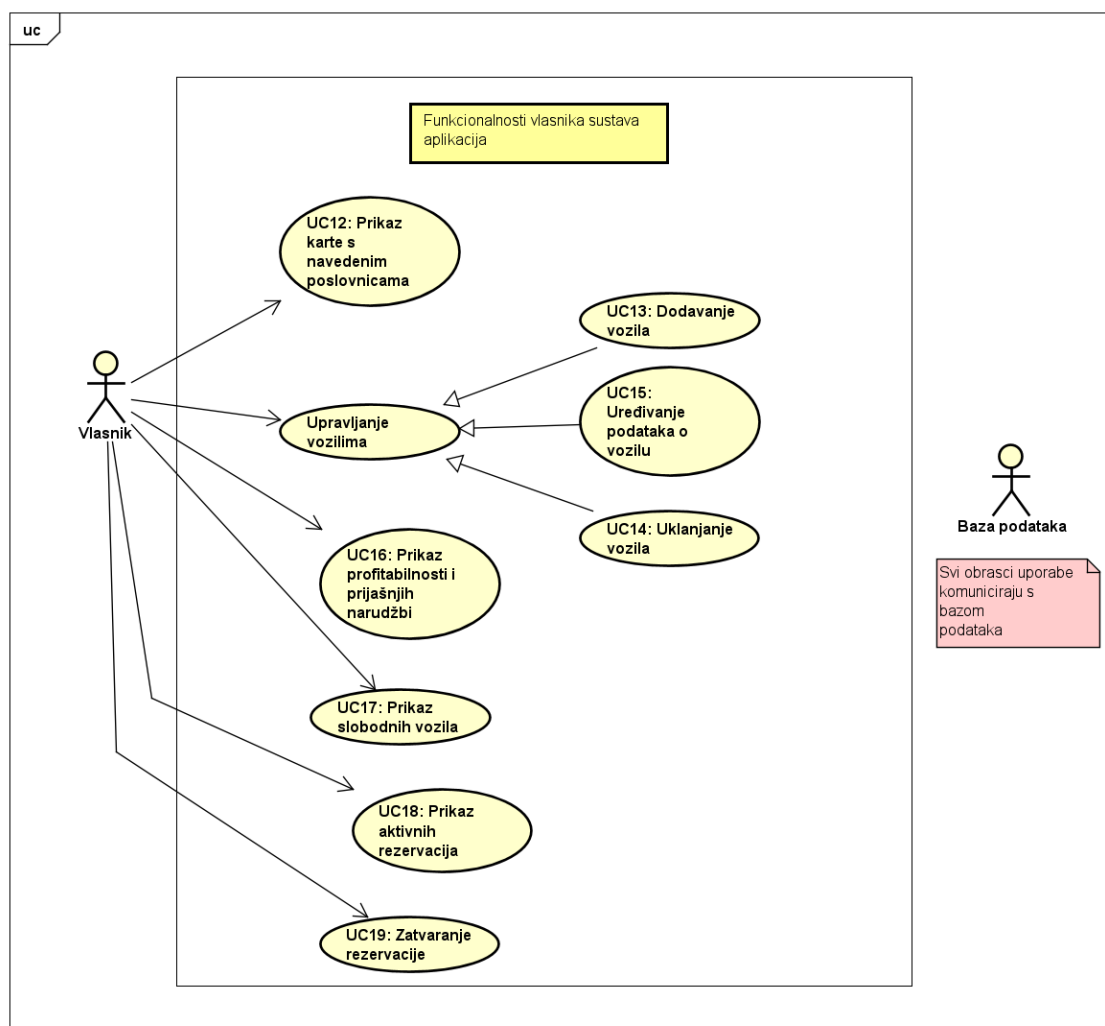 uc
Funkcionalnosti vlasnika sustava
aplikacija
UC12: Prikaz
karte s
navedenim
poslovnicama
UC13: Dodavanje
vozila
UC15:
Uređivanje
podataka o
vozilu
Vlasnik
Upravljanje
vozilima
UC14: Uklanjanje
vozila
Baza podataka
Svi obrasci uporabe
komuniciraju s
bazom
podataka
UC16: Prikaz
profitabilnosti i
prijašnjih
narudžbi
UC17: Prikaz
slobodnih vozila
UC18: Prikaz
aktivnih
rezervacija
UC19: Zatvaranje
rezervacije